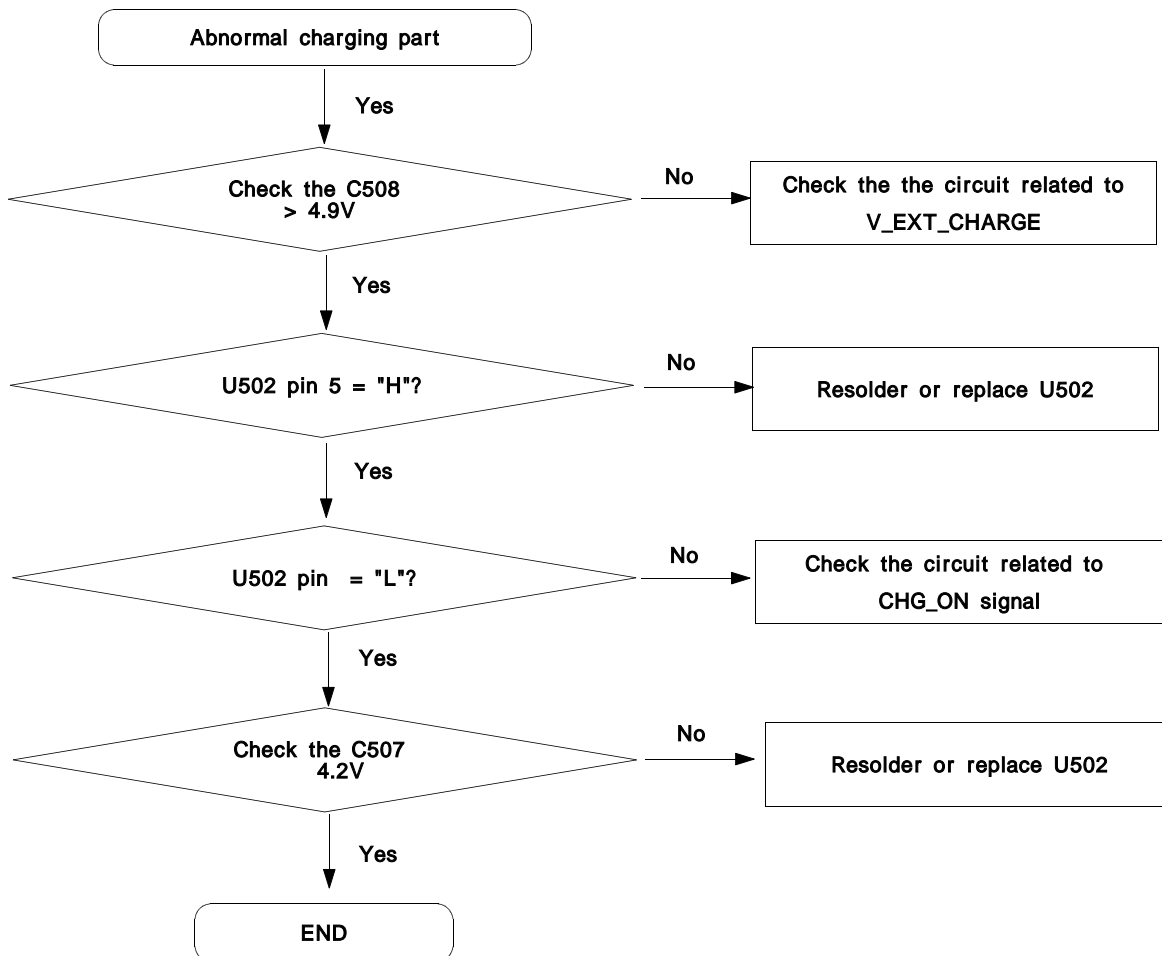 Abnormal charging part
Yes
Check the C508
> 4.9V
No
Check the the circuit related to
V_EXT_CHARGE
Yes
U502 pin 5 = "H"?
No
Resolder or replace U502
Yes
U502 pin = "L"?
No
Check the circuit related to
CHG_ON signal
Yes
Check the C507
4.2V
No
Resolder or replace U502
Yes
END